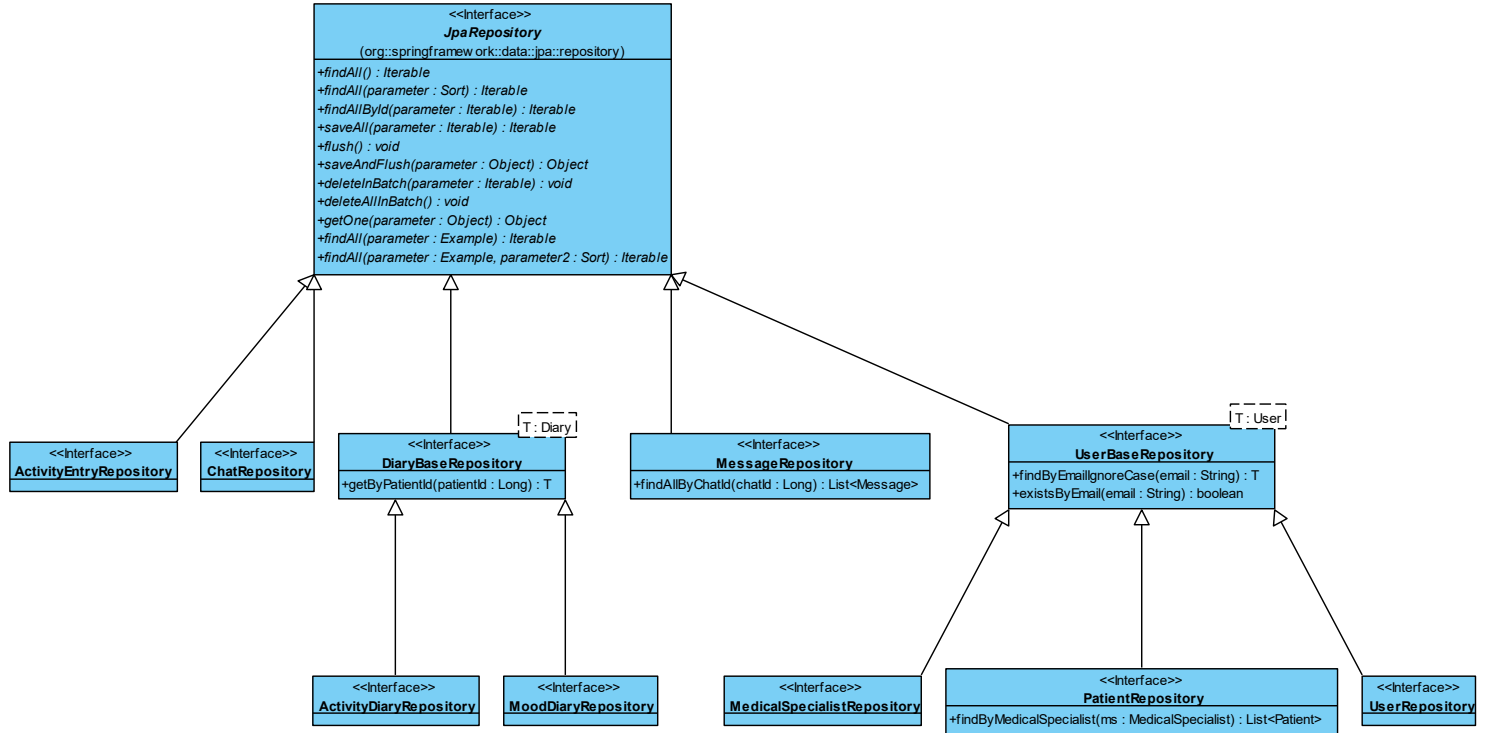 <<Interface>>
JpaRepository
(org::springframew ork::data::jpa::repository)
+findAll() : Iterable
+findAll(parameter : Sort) : Iterable
+findAllById(parameter : Iterable) : Iterable
+saveAll(parameter : Iterable) : Iterable
+flush() : void
+saveAndFlush(parameter : Object) : Object
+deleteInBatch(parameter : Iterable) : void
+deleteAllInBatch() : void
+getOne(parameter : Object) : Object
+findAll(parameter : Example) : Iterable
+findAll(parameter : Example, parameter2 : Sort) : Iterable
<<Interface>>
ActivityEntryRepository
<<Interface>>
ChatRepository
T : Diary
<<Interface>>
DiaryBaseRepository
+getByPatientId(patientId : Long) : T
<<Interface>>
MessageRepository
+findAllByChatId(chatId : Long) : List<Message>
T : User
<<Interface>>
UserBaseRepository
+findByEmailIgnoreCase(email : String) : T
+existsByEmail(email : String) : boolean
<<Interface>>
ActivityDiaryRepository
<<Interface>>
MoodDiaryRepository
<<Interface>>
MedicalSpecialistRepository
<<Interface>>
PatientRepository
+findByMedicalSpecialist(ms : MedicalSpecialist) : List<Patient>
<<Interface>>
UserRepository